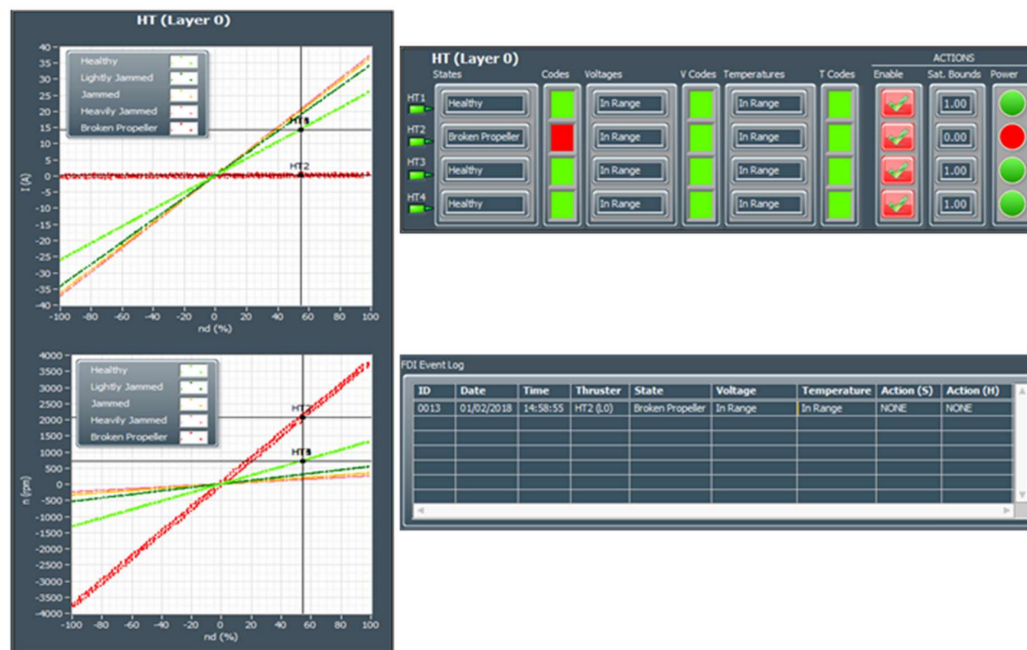 HT (Layer 0)
Healthy
Lightly Jammed
Jammed
Heavily Jammed
Broken Propeller
40
35
30
25
20
15
10
5
0
-5
-10
-15
-20
-25
-30
-35
-40
I (A)
HT2
-100 -80 -60 -40 -20 0 20 40 60 80 100
nd (%)
Healthy
Lightly Jammed
Jammed
Heavily Jammed
Broken Propeller
4000
3500
3000
2500
2000
1500
1000
500
0
-500
-1000
-1500
-2000
-2500
-3000
-3500
-4000
n (rpm)
-100 -80 -60 -40 -20 0 20 40 60 80 100
nd (%)
HT (Layer 0) ACTIONS
States Codes Voltages V Codes Temperatures T Codes Enable Sat. Bounds Power
HT1 Healthy In Range In Range 1.00
HT2 Broken Propeller In Range In Range 0.00
HT3 Healthy In Range In Range 1.00
HT4 Healthy In Range In Range 1.00
FDI Event Log
ID Date Time Thruster State Voltage Temperature Action (S) Action (H)
0013 01/02/2018 14:58:55 HT2 (L0) Broken Propeller In Range In Range NONE NONE